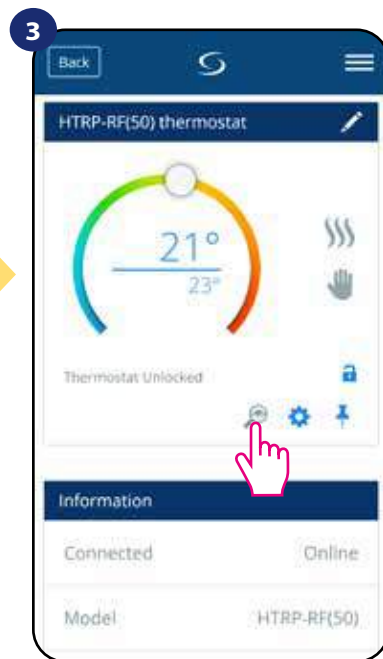 3
Back
HTRP-RF(50) thermostat
21°
23°
Thermostat Unlocked
Information
Connected Online
Model HTRP-RF(50)